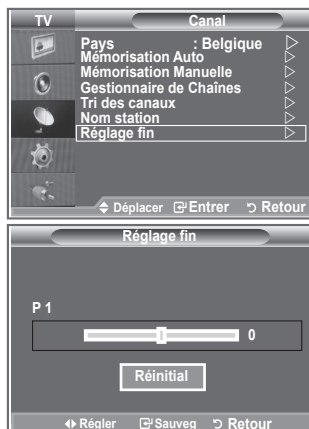 TV Canal
Pays : Belgique
Mémorisation Auto
Mémorisation Manuelle
Gestionnaire de Chaînes
Tri des canaux
Nom station
Réglage fin
Déplacer Entrer Retour
Réglage fin
P 1
0
Réinitial
Régler Sauveg Retour